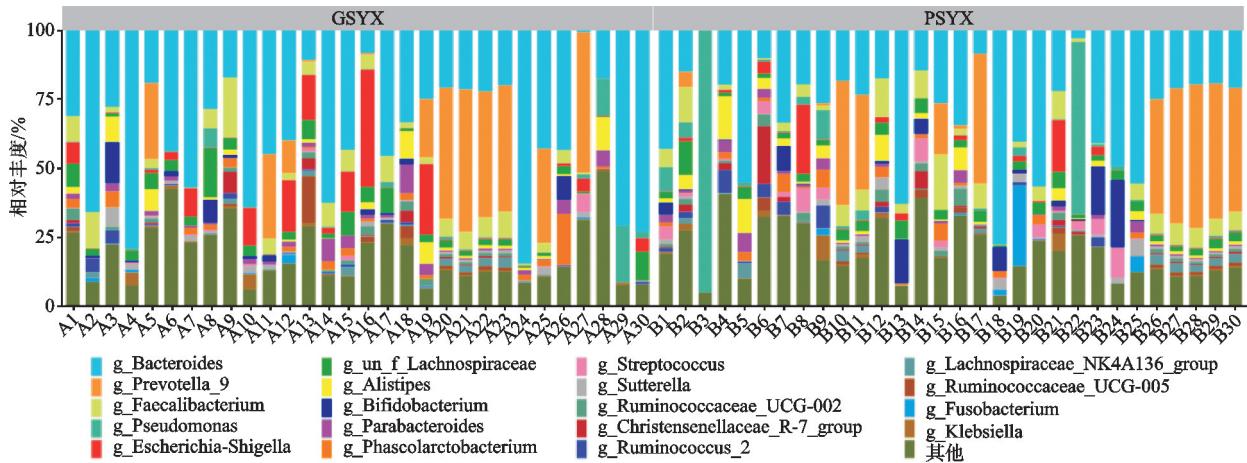 GSYX PSYX
100
75
50
25
0
相对丰度/%
A1 A2 A3 A4 A5 A6 A7 A8 A9 A10 A11 A12 A13 A14 A15 A16 A17 A18 A19 A20 A21 A22 A23 A24 A25 A26 A27 A28 A29 A30 B1 B2 B3 B4 B5 B6 B7 B8 B9 B10 B11 B12 B13 B14 B15 B16 B17 B18 B19 B20 B21 B22 B23 B24 B25 B26 B27 B28 B29 B30
g_Bacteroides g_un_f_Lachnospiraceae g_Streptococcus g_Lachnospiraceae_NK4A136_group
g_Prevotella_9 g_Alistipes g_Sutterella g_Ruminococcaceae_UCG-005
g_Faecalibacterium g_Bifidobacterium g_Ruminococcaceae_UCG-002 g_Fusobacterium
g_Pseudomonas g_Parabacteroides g_Christensenellaceae_R-7_group g_Klebsiella
g_Escherichia-Shigella g_Phascolarctobacterium g_Ruminococcus_2 其他